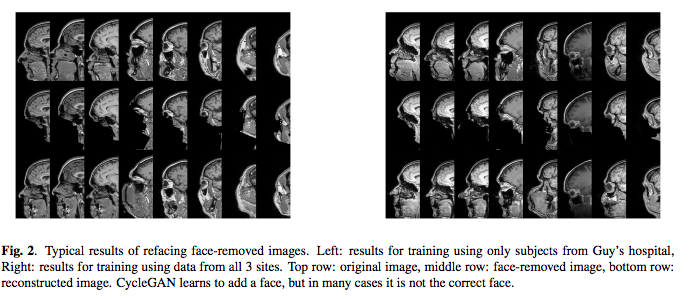 Fig. 2. Typical results of refacing face-removed images. Left: results for training using only subjects from Guy's hospital,
Right: results for training using data from all 3 sites. Top row: original image, middle row: face-removed image, bottom row:
reconstructed image. CycleGAN learns to add a face, but in many cases it is not the correct face.